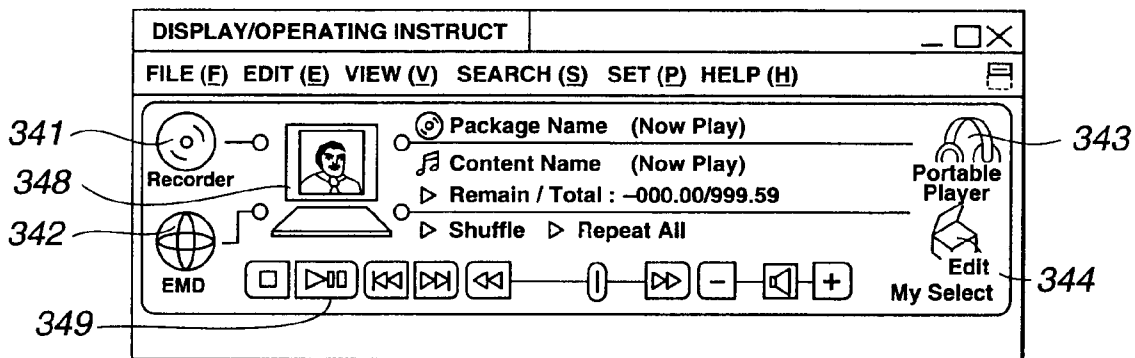 DISPLAY/OPERATING INSTRUCT
FILE (F) EDIT (E) VIEW (V) SEARCH (S) SET (P) HELP (H)
341
Recorder
348
342
EMD
349
Package Name (Now Play)
Content Name (Now Play)
Remain / Total : –000.00/999.59
Shuffle Repeat All
343
Portable
Player
Edit
My Select
344